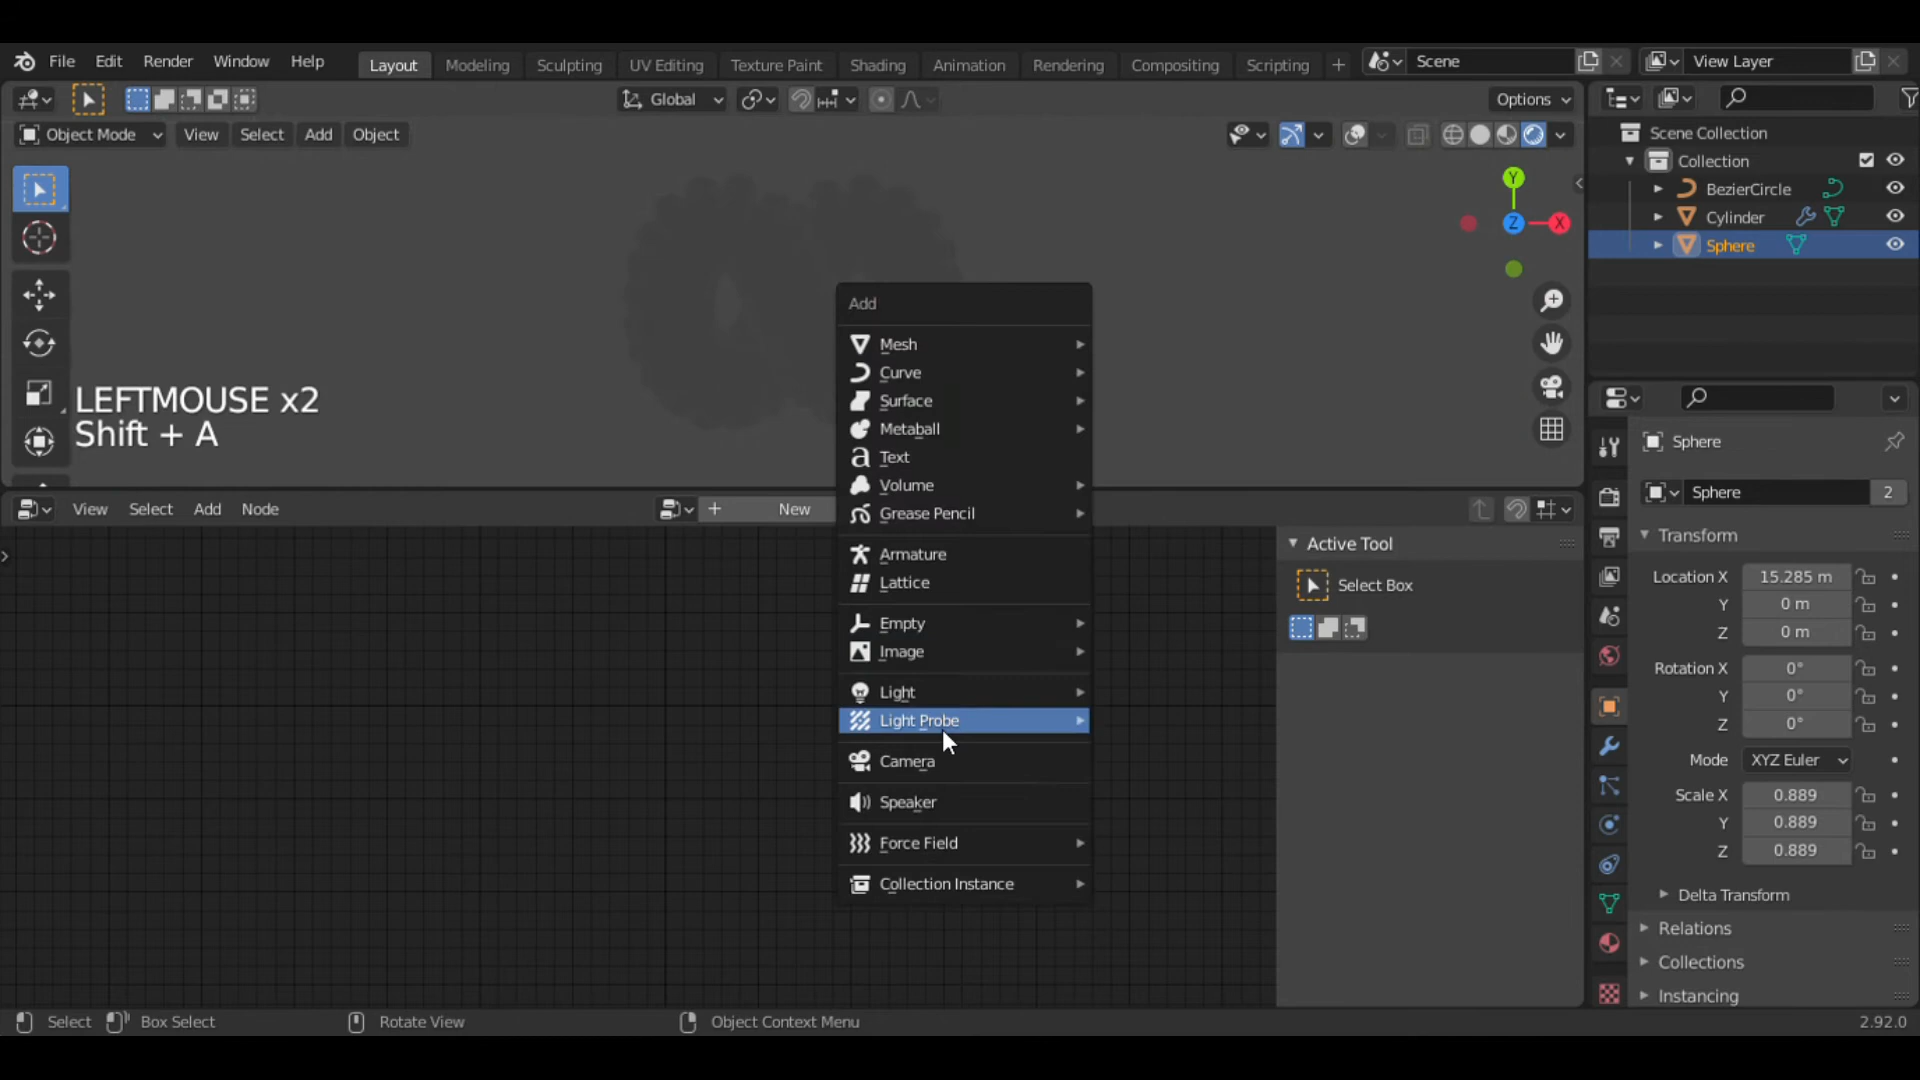 File Edit Render Window Help Layout Modeling Sculpting UV Editing Texture Paint Shading Animation Rendering Compositing Scripting + Scene View Layer
Global Options
Object Mode View Select Add Object
Y
Z X
Scene Collection
Collection
BezierCircle
Cylinder
Sphere
LEFTMOUSE x2
Shift + A
Add
Mesh
Curve
Surface
Metaball
Text
Volume
Grease Pencil
Armature
Lattice
Empty
Image
Light
Light Probe
Camera
Speaker
Force Field
Collection Instance
View Select Add Node + New
Active Tool
Select Box
Sphere
Sphere 2
Transform
Location X 15.285 m
Y 0 m
Z 0 m
Rotation X 0°
Y 0°
Z 0°
Mode XYZ Euler
Scale X 0.889
Y 0.889
Z 0.889
Delta Transform
Relations
Collections
Instancing
Select Box Select Rotate View Object Context Menu 2.92.0